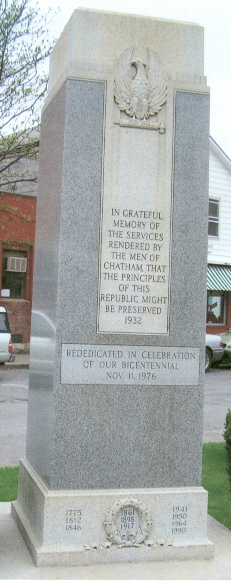 IN GRATEFUL
MEMORY OF
THE SERVICES
RENDERED BY
THE MEN OF
CHATHAM, THAT
THE PRINCIPLES
OF THIS
REPUBLIC MIGHT
BE PRESERVED
1932
REDEDICATED IN CELEBRATION
OF OUR BICENTENNIAL
NOV. 11, 1976
1775
1812
1846
1861
1898
1917
1941
1950
1964
1990